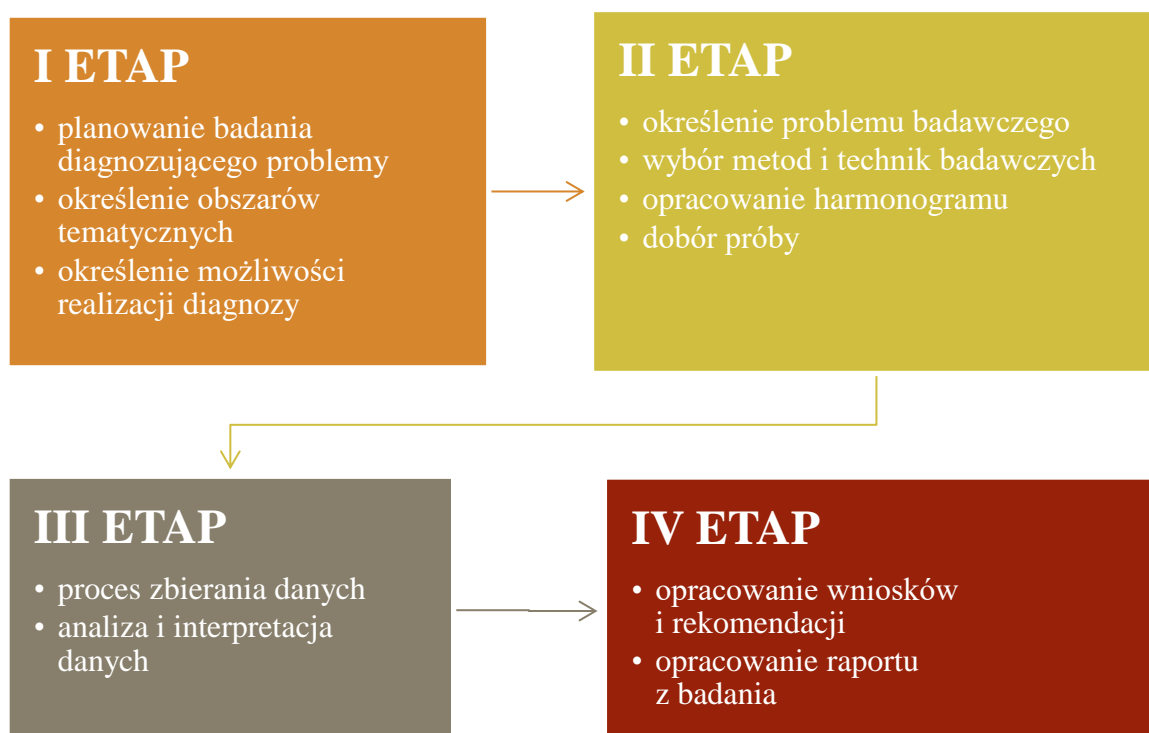 I ETAP
• planowanie badania
diagnozującego problemy
• określenie obszarów
tematycznych
• określenie możliwości
realizacji diagnozy
II ETAP
• określenie problemu badawczego
• wybór metod i technik badawczych
• opracowanie harmonogramu
• dobór próby
III ETAP
• proces zbierania danych
• analiza i interpretacja
danych
IV ETAP
• opracowanie wniosków
i rekomendacji
• opracowanie raportu
z badania